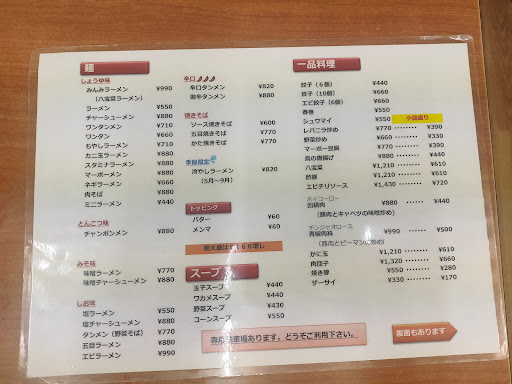 麺
しょうゆ味
みんみラーメン ¥990
（八宝菜ラーメン）
ラーメン ¥550
チャーシューメン ¥880
ワンタンメン ¥710
ワンタン ¥660
もやしラーメン ¥710
カニ玉ラーメン ¥880
スタミナラーメン ¥880
マーボーメン ¥880
ネギラーメン ¥660
肉そば ¥880
ミニラーメン ¥440
とんこつ味
チャンポンメン ¥880
みそ味
味噌ラーメン ¥770
味噌チャーシューメン ¥880
しお味
塩ラーメン ¥550
塩チャーシューメン ¥880
タンメン（野菜そば） ¥770
五目ラーメン ¥880
エビラーメン ¥990
辛口
辛口タンメン ¥820
激辛タンメン ¥880
焼きそば
ソース焼きそば ¥600
五目焼きそば ¥770
かた焼きそば ¥770
季節限定
冷やしラーメン ¥820
（5月～9月）
トッピング
バター ¥60
メンマ ¥60
麺大盛は¥１６０増し
スープ
玉子スープ ¥440
ワカメスープ ¥440
野菜スープ ¥430
コーンスープ ¥550
一品料理
餃子（６個） ¥440
餃子（10個） ¥660
エビ餃子（6個） ¥660
春巻 ¥550
シュウマイ ¥550 小皿盛り
レバニラ炒め ¥770 ‥‥‥‥ ¥390
野菜炒め ¥660 ‥‥‥‥ ¥330
マーボー豆腐 ¥770 ‥‥‥‥ ¥390
鳥の唐揚げ ¥880 ‥‥‥‥ ¥440
八宝菜 ¥1,210 ‥‥‥‥ ¥610
酢豚 ¥1,210 ‥‥‥‥ ¥610
エビチリソース ¥1,430 ‥‥‥‥ ¥720
ホイコーロー
回鍋肉 ¥880 ‥‥‥‥ ¥440
（豚肉とキャベツの味噌炒め）
チンジャオロース
青椒肉絲 ¥990 ‥‥‥‥ ¥500
（豚肉とピーマンの炒め）
かに玉 ¥1,210 ‥‥‥‥ ¥610
肉団子 ¥1,320 ‥‥‥‥ ¥660
焼き豚 ¥550 ‥‥‥‥ ¥280
ザーサイ ¥330
専用駐車場あります。どうぞご利用下さい。
裏面もあります